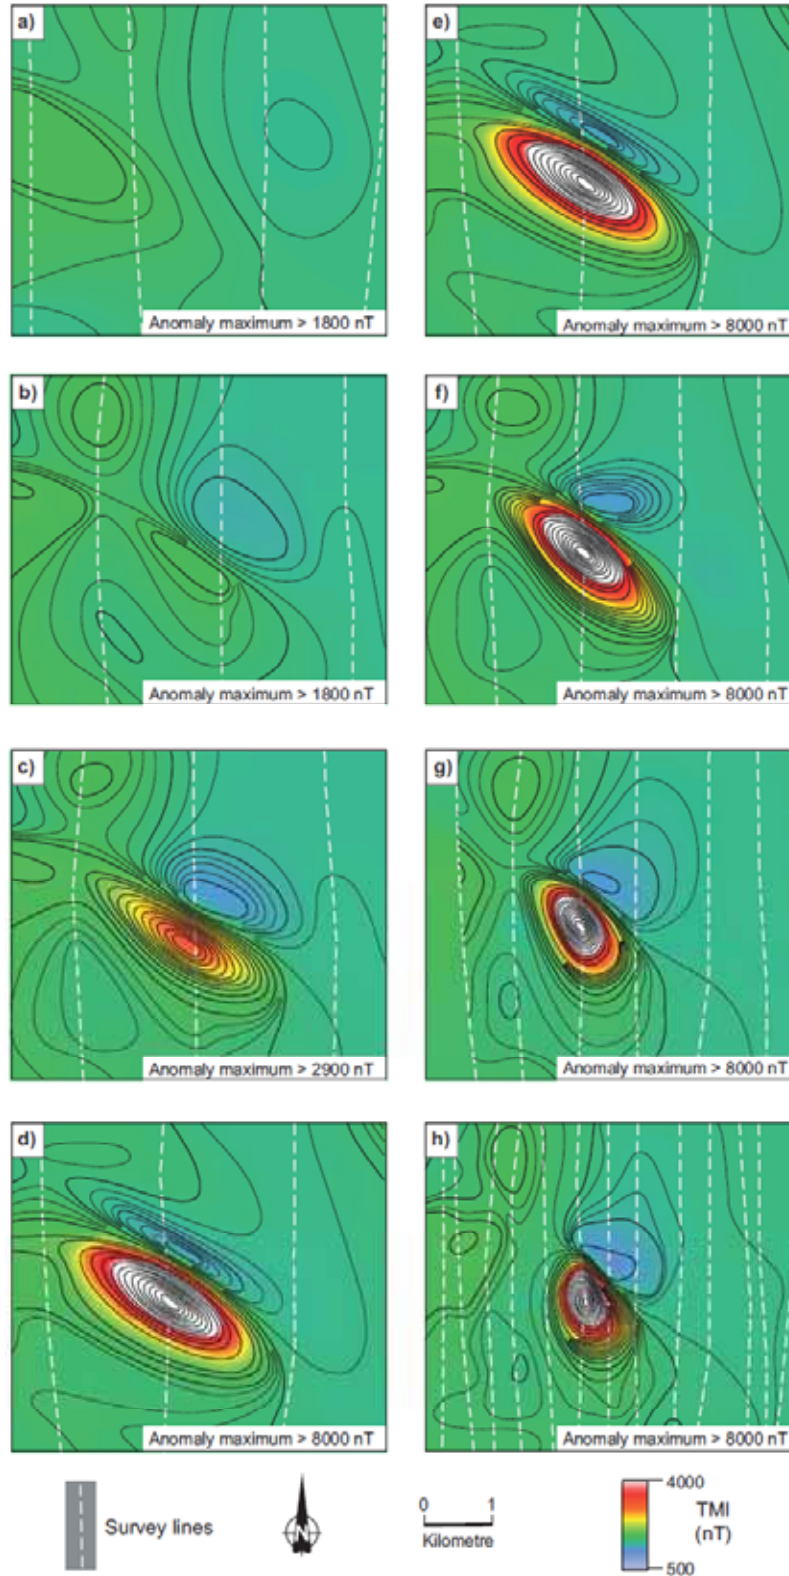 a)
Anomaly maximum > 1800 nT
e)
Anomaly maximum > 8000 nT
b)
Anomaly maximum > 1800 nT
f)
Anomaly maximum > 8000 nT
c)
Anomaly maximum > 2900 nT
g)
Anomaly maximum > 8000 nT
d)
Anomaly maximum > 8000 nT
h)
Anomaly maximum > 8000 nT
Survey lines
N
0 1
Kilometre
4000
TMI
(nT)
500